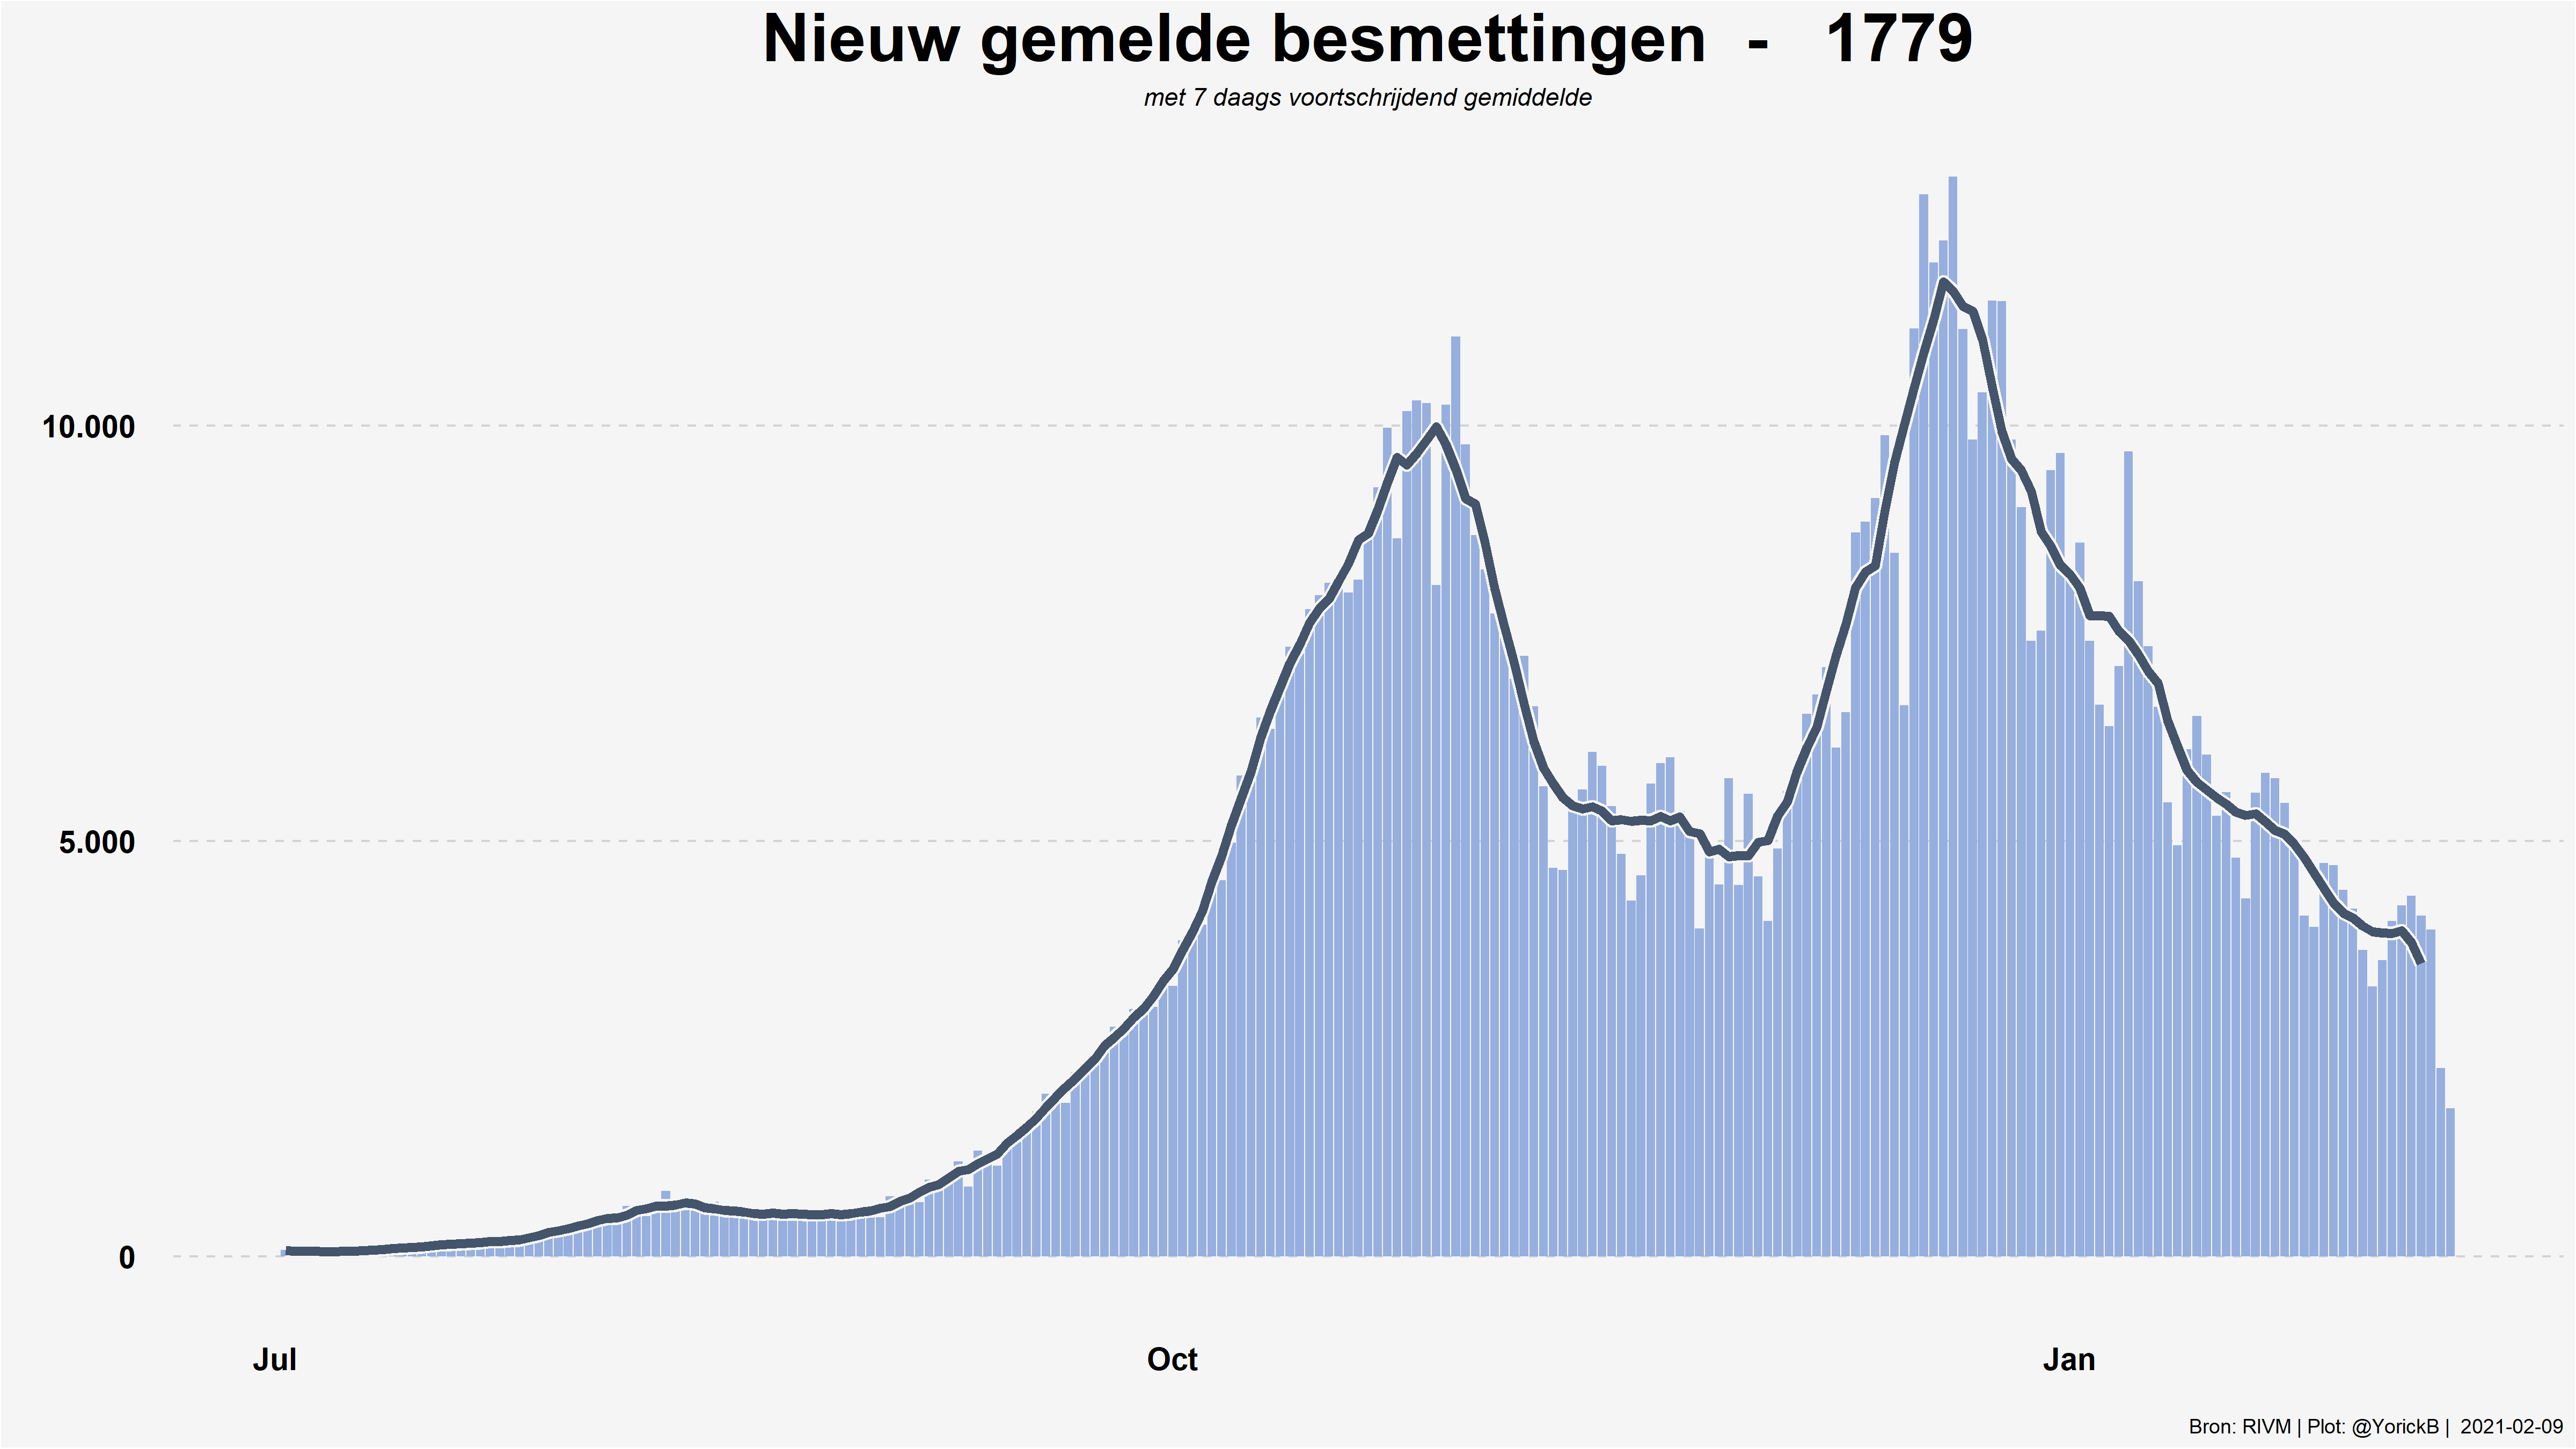 Nieuw gemelde besmettingen - 1779
met 7 daags voortschrijdend gemiddelde
10.000
5.000
0
Jul Oct Jan
Bron: RIVM | Plot: @YorickB | 2021-02-09